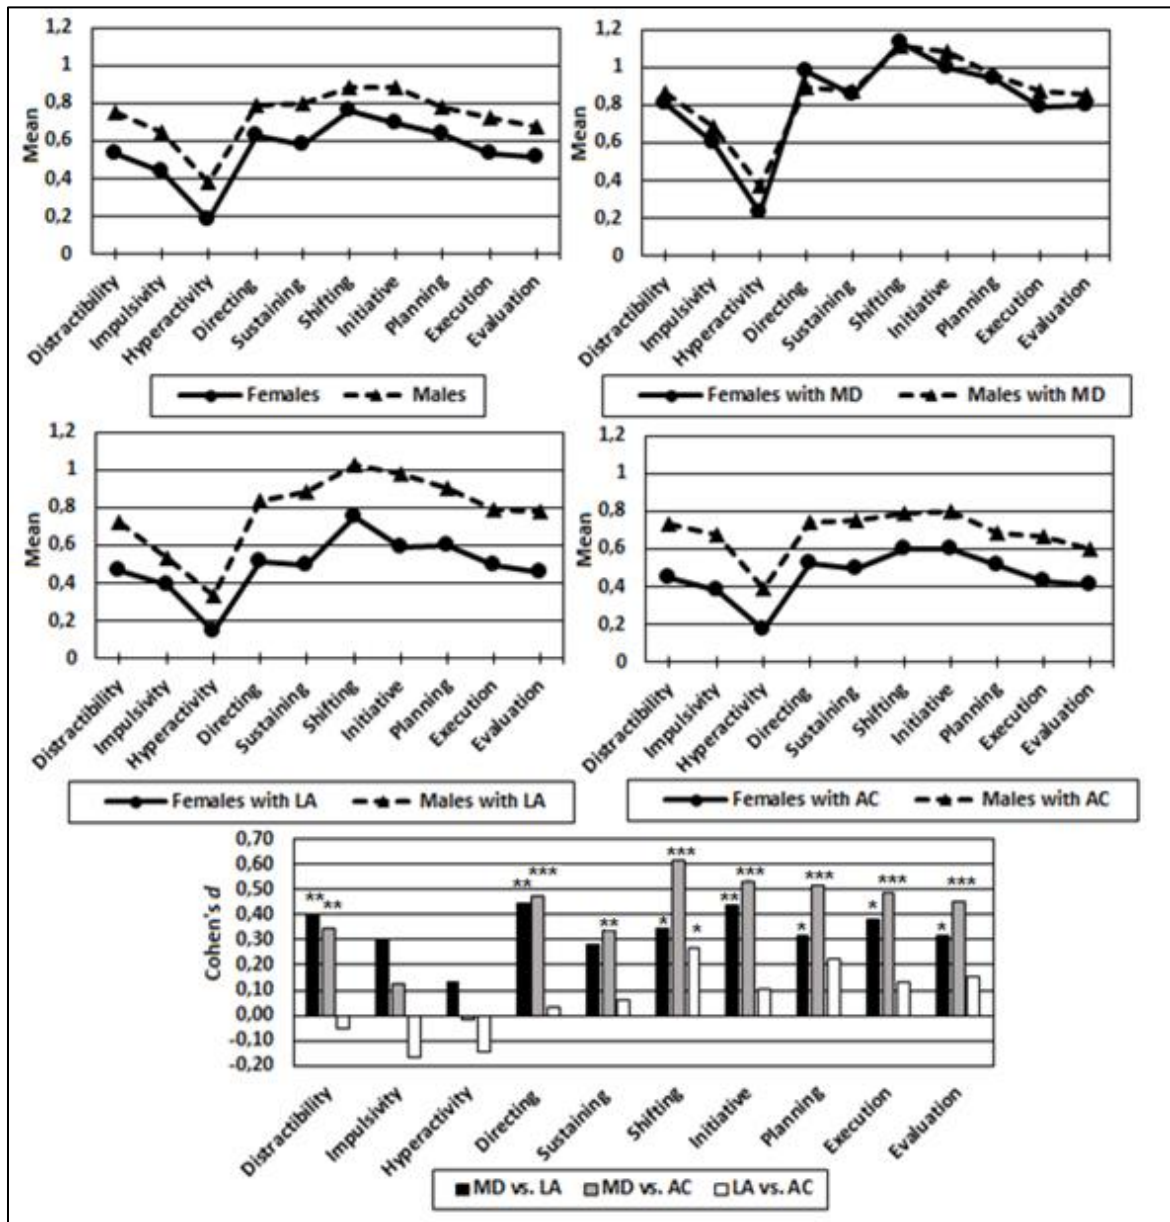 1,2
1
0,8
0,6
0,4
0,2
0
Mean
Distractibility
Impulsivity
Hyperactivity
Directing
Sustaining
Shifting
Initiative
Planning
Execution
Evaluation
Females Males
1,2
1
0,8
0,6
0,4
0,2
0
Mean
Distractibility
Impulsivity
Hyperactivity
Directing
Sustaining
Shifting
Initiative
Planning
Execution
Evaluation
Females with MD Males with MD
1,2
1
0,8
0,6
0,4
0,2
0
Mean
Distractibility
Impulsivity
Hyperactivity
Directing
Sustaining
Shifting
Initiative
Planning
Execution
Evaluation
Females with LA Males with LA
1,2
1
0,8
0,6
0,4
0,2
0
Mean
Distractibility
Impulsivity
Hyperactivity
Directing
Sustaining
Shifting
Initiative
Planning
Execution
Evaluation
Females with AC Males with AC
0,70
0,60
0,50
0,40
0,30
0,20
0,10
0,00
-0,10
-0,20
Cohen's d
** **
** ***
**
* *** *
** ***
* ***
* ***
* ***
Distractibility
Impulsivity
Hyperactivity
Directing
Sustaining
Shifting
Initiative
Planning
Execution
Evaluation
MD vs. LA MD vs. AC LA vs. AC